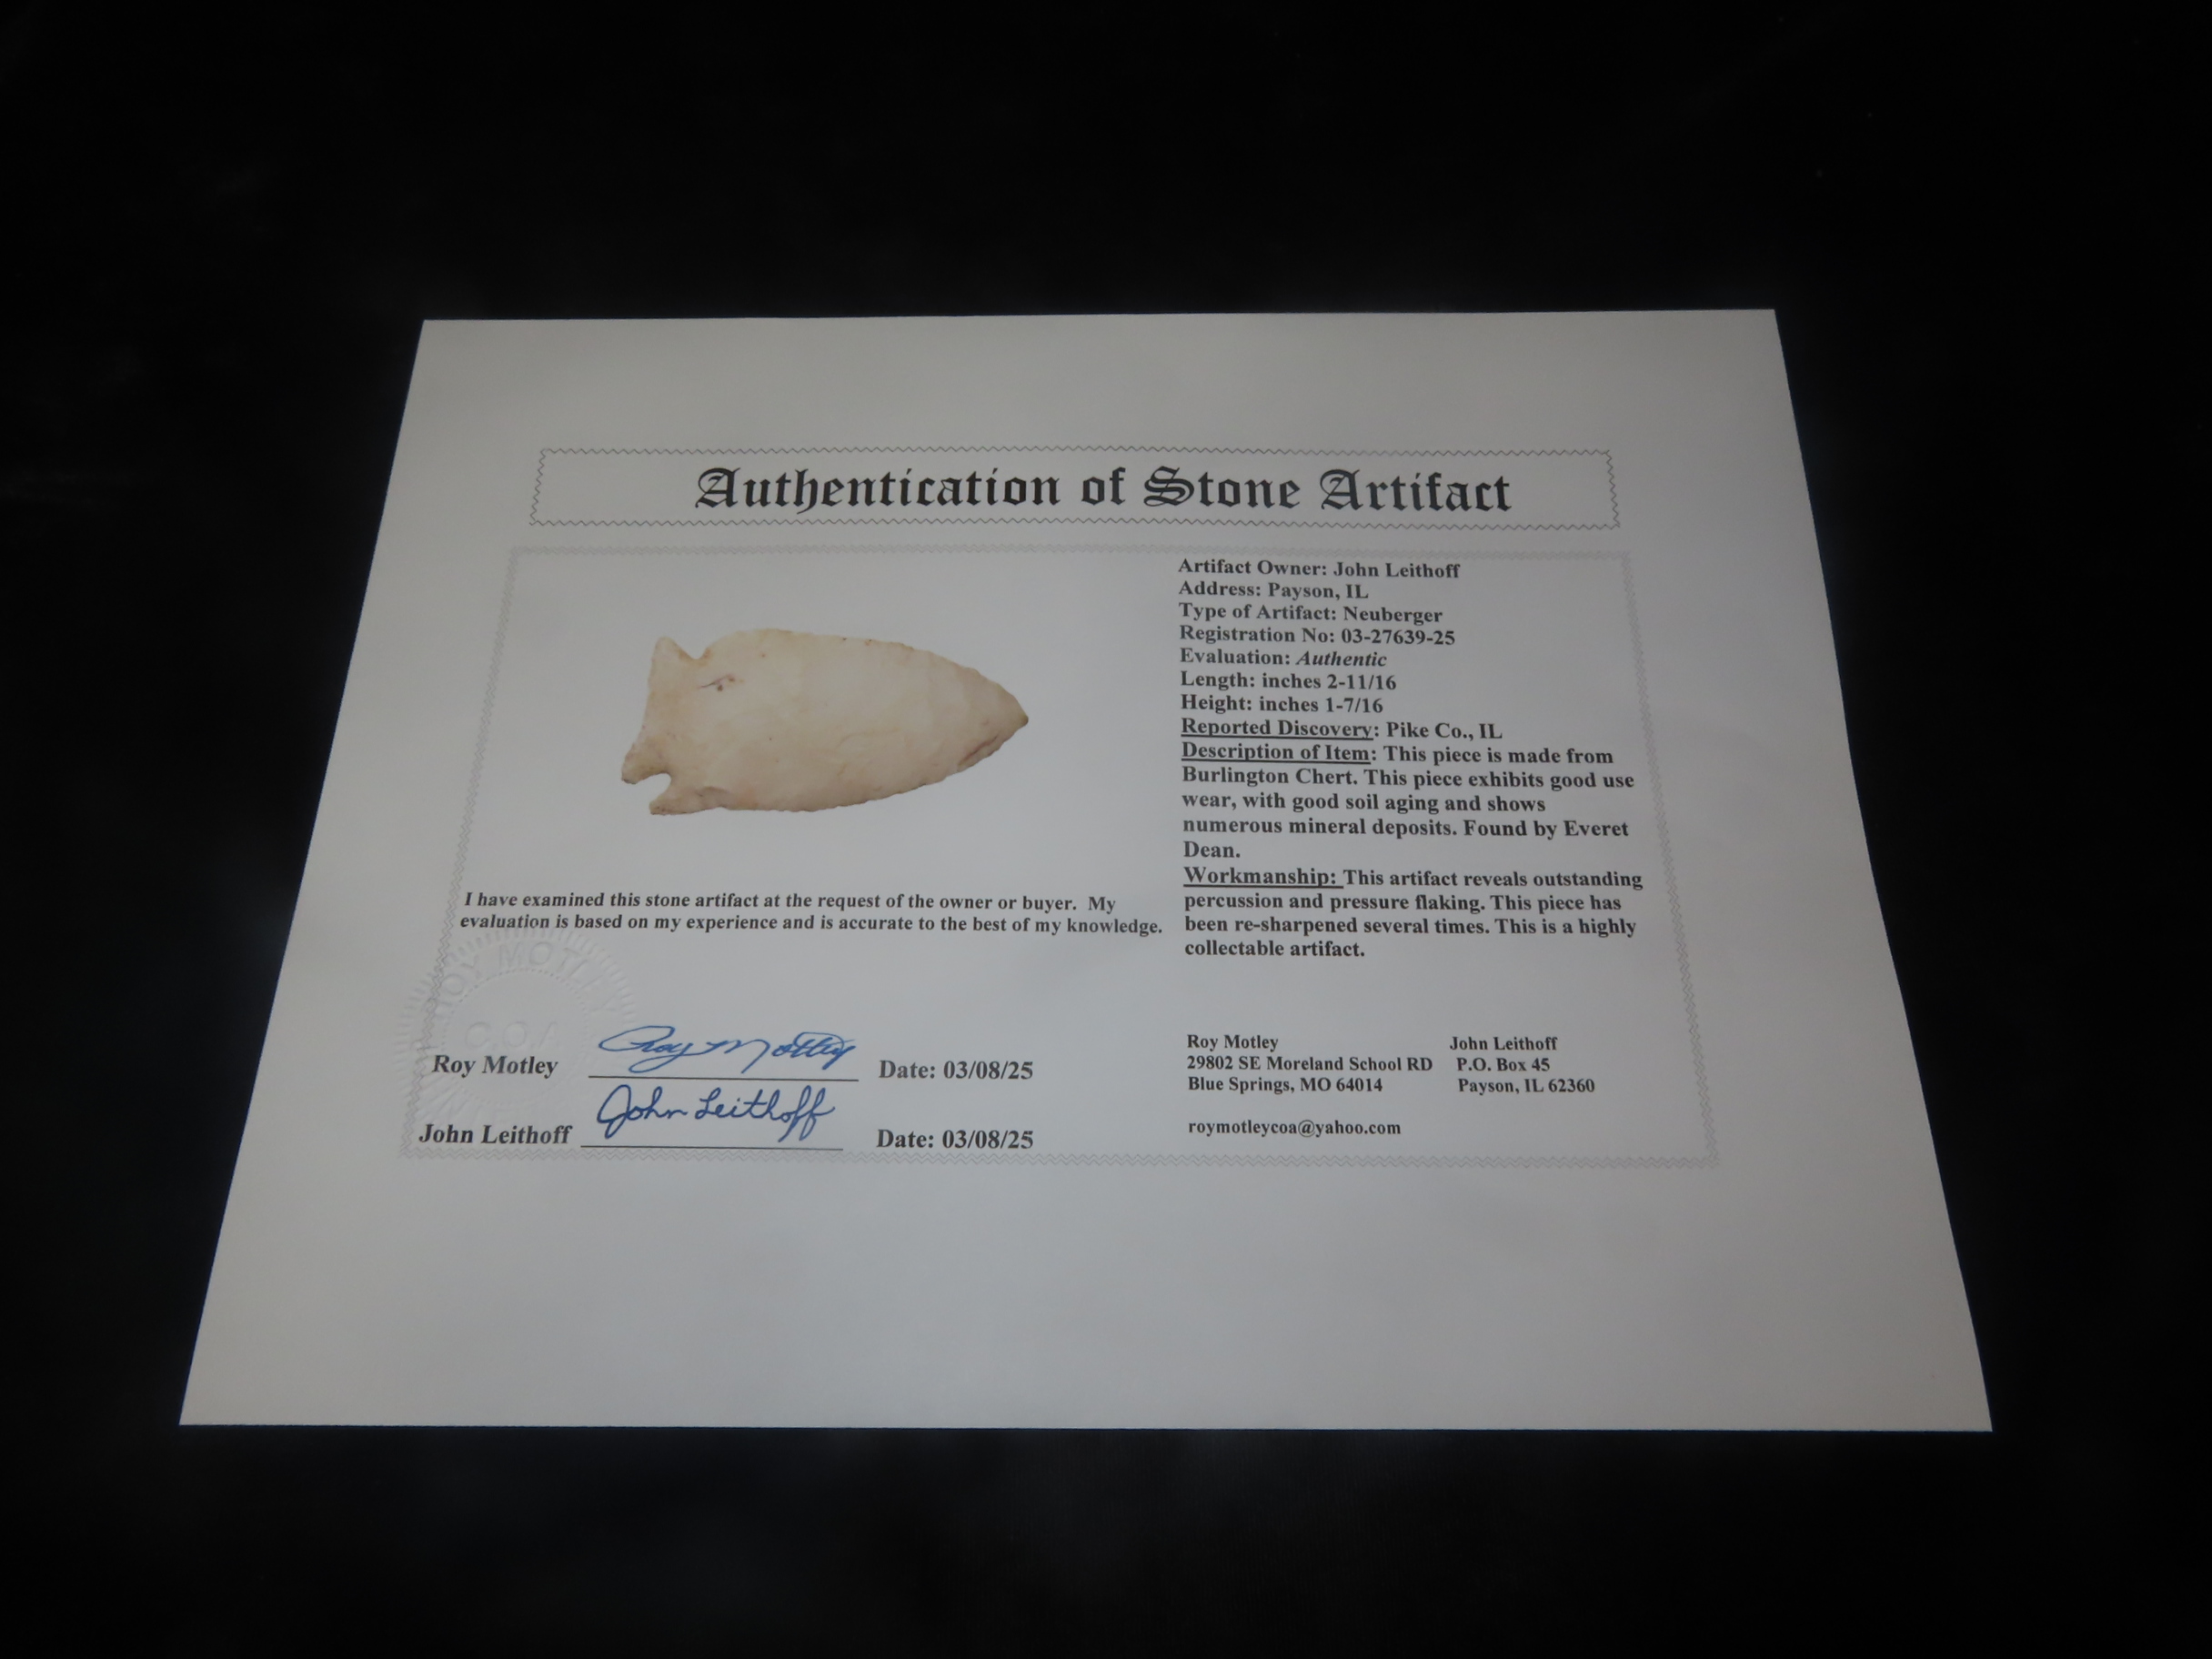 Authentication of Stone Artifact
Artifact Owner: John Leithoff
Address: Payson, IL
Type of Artifact: Neuberger
Registration No: 03-27639-25
Evaluation: Authentic
Length: inches 2-11/16
Height: inches 1-7/16
Reported Discovery: Pike Co., IL
Description of Item: This piece is made from
Burlington Chert. This piece exhibits good use
wear, with good soil aging and shows
numerous mineral deposits. Found by Everet
Dean.
Workmanship: This artifact reveals outstanding
percussion and pressure flaking. This piece has
been re-sharpened several times. This is a highly
collectable artifact.
I have examined this stone artifact at the request of the owner or buyer. My
evaluation is based on my experience and is accurate to the best of my knowledge.
ROY MOTLEY
C.O.A
Roy Motley Roy Motley Date: 03/08/25
John Leithoff John Leithoff Date: 03/08/25
Roy Motley
29802 SE Moreland School RD
Blue Springs, MO 64014
roymotleycoa@yahoo.com
John Leithoff
P.O. Box 45
Payson, IL 62360